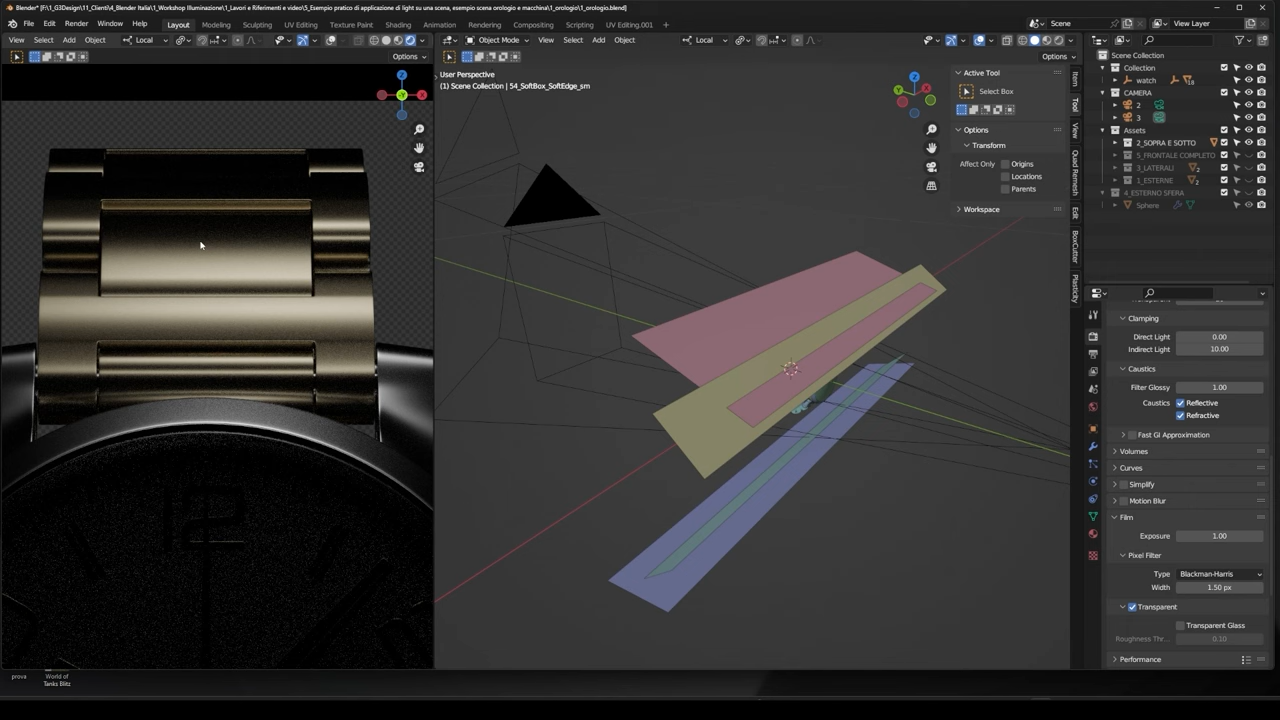 Blender* [F:\1_G3Design\11_Clienti\4_Blender Italia\1_Workshop Illuminazione\1_Lavori e Riferimenti e video\5_Esempio pratico di applicazione di light su una scena, esempio scena orologio e macchina\1_orologio\1_orologio.blend]
File Edit Render Window Help Layout Modeling Sculpting UV Editing Texture Paint Shading Animation Rendering Compositing Geometry Nodes Scripting UV Editing.001 + Scene View Layer
View Select Add Object Local Object Mode View Select Add Object Local
Options Options
User Perspective
(1) Scene Collection | 54_SoftBox_SoftEdge_sm
Z
X
-Y
Z
X
Y
Active Tool
Select Box
Options
Transform
Affect Only Origins
Locations
Parents
Workspace
Item
Tool
View
Quad Remesh
Edit
BoxCutter
Plasticity
Scene Collection
Collection
watch 18
CAMERA
2
3
Assets
2_SOPRA E SOTTO
5_FRONTALE COMPLETO
3_LATERALI 2
1_ESTERNE 2
4_ESTERNO SFERA
Sphere
Clamping
Direct Light 0.00
Indirect Light 10.00
Caustics
Filter Glossy 1.00
Caustics Reflective
Refractive
Fast GI Approximation
Volumes
Curves
Simplify
Motion Blur
Film
Exposure 1.00
Pixel Filter
Type Blackman-Harris
Width 1.50 px
Transparent
Transparent Glass
Roughness Thr... 0.10
Performance
12
prova
World of
Tanks Blitz